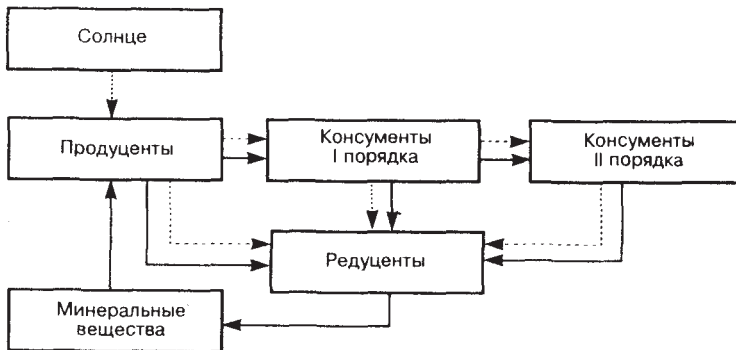 Солнце
Продуценты
Консументы
I порядка
Консументы
II порядка
Редуценты
Минеральные
вещества